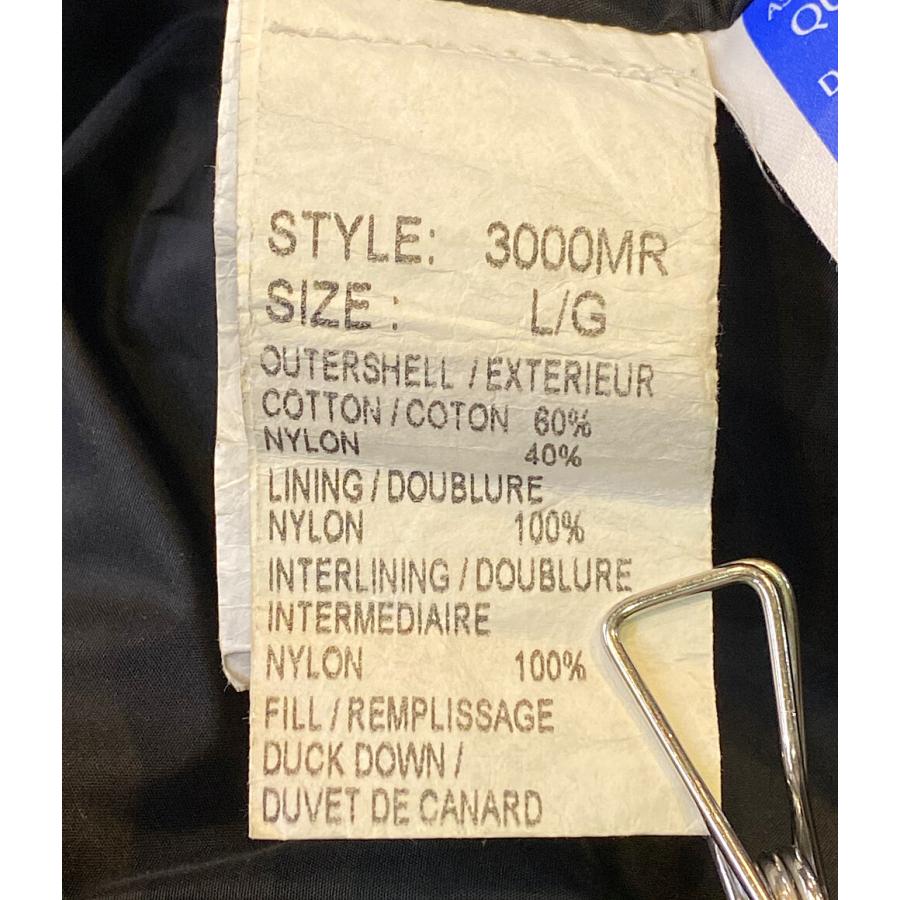 STYLE: 3000MR
SIZE : L/G
OUTERSHELL / EXTERIEUR
COTTON / COTON 60%
NYLON 40%
LINING / DOUBLURE
NYLON 100%
INTERLINING / DOUBLURE
INTERMEDIAIRE
NYLON 100%
FILL / REMPLISSAGE
DUCK DOWN /
DUVET DE CANARD